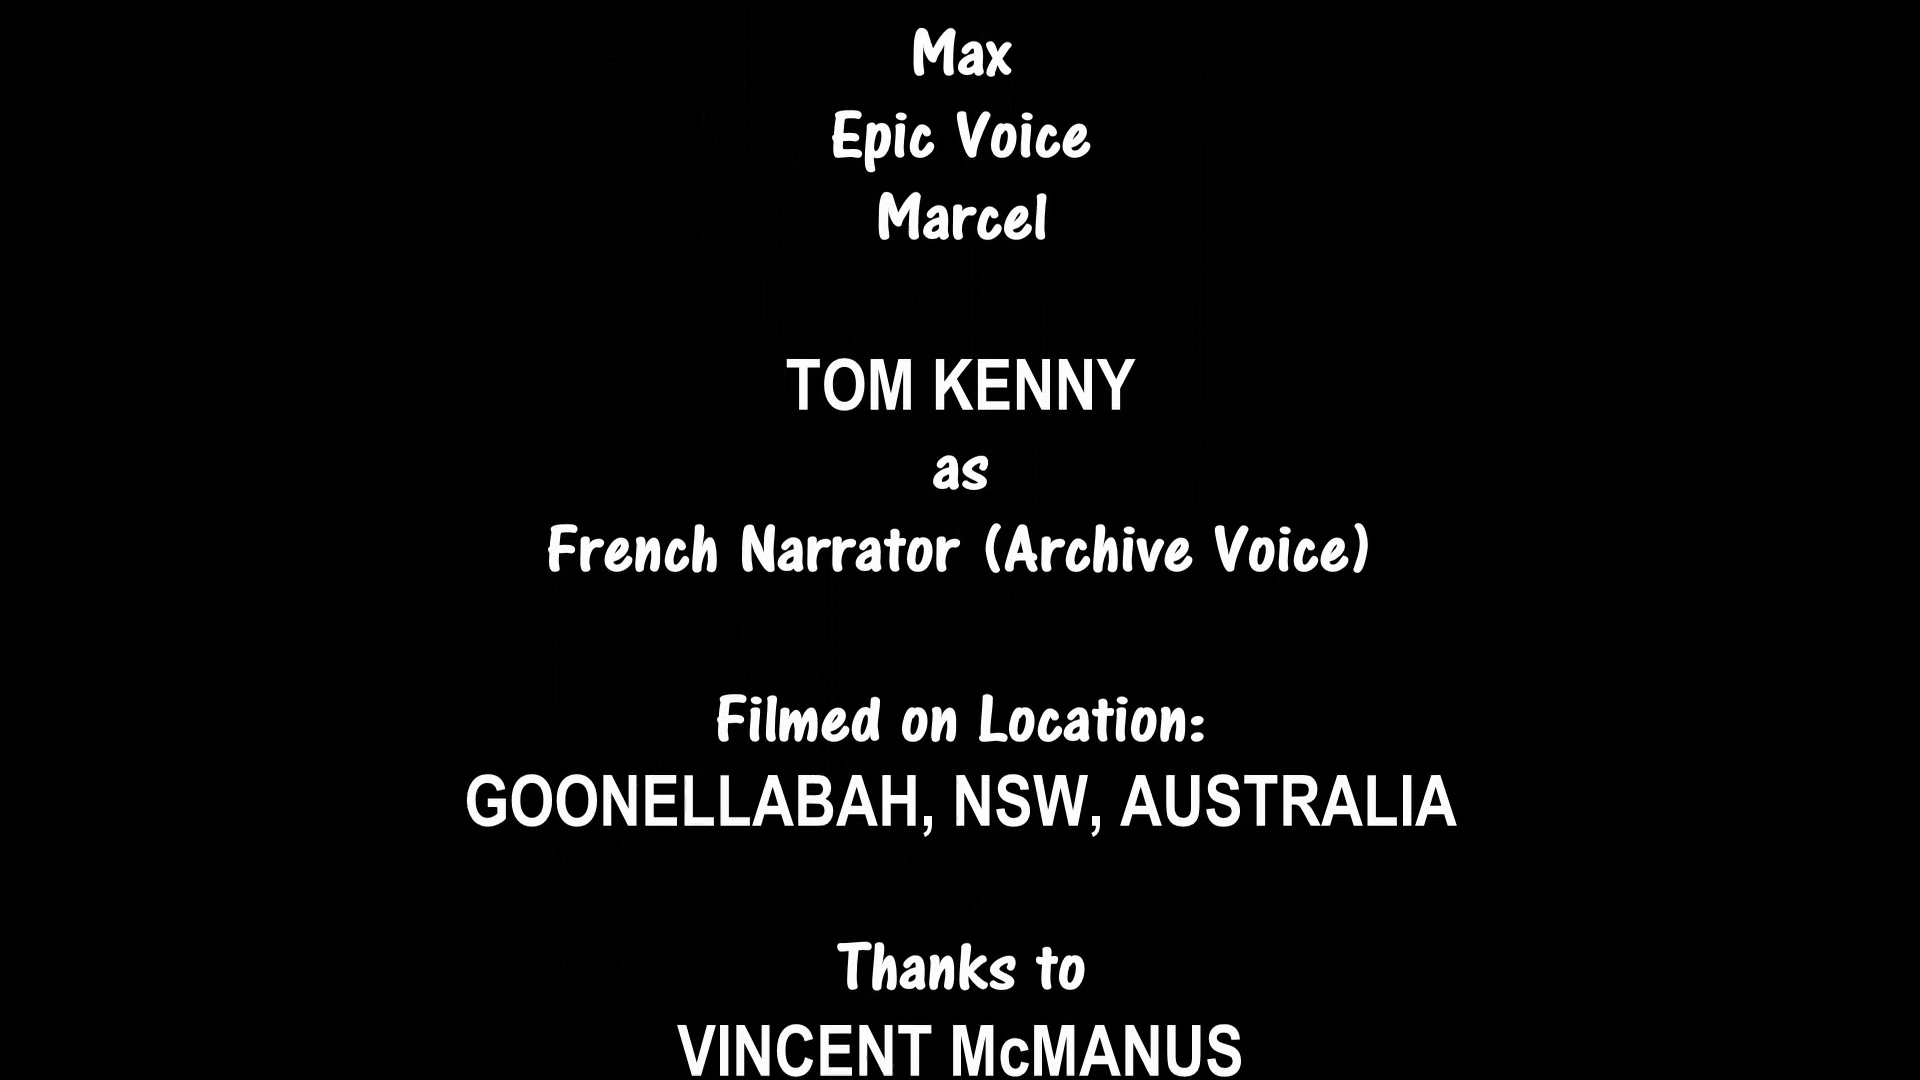 Max
Epic Voice
Marcel
TOM KENNY
as
French Narrator (Archive Voice)
Filmed on Location:
GOONELLABAH, NSW, AUSTRALIA
Thanks to
VINCENT McMANUS